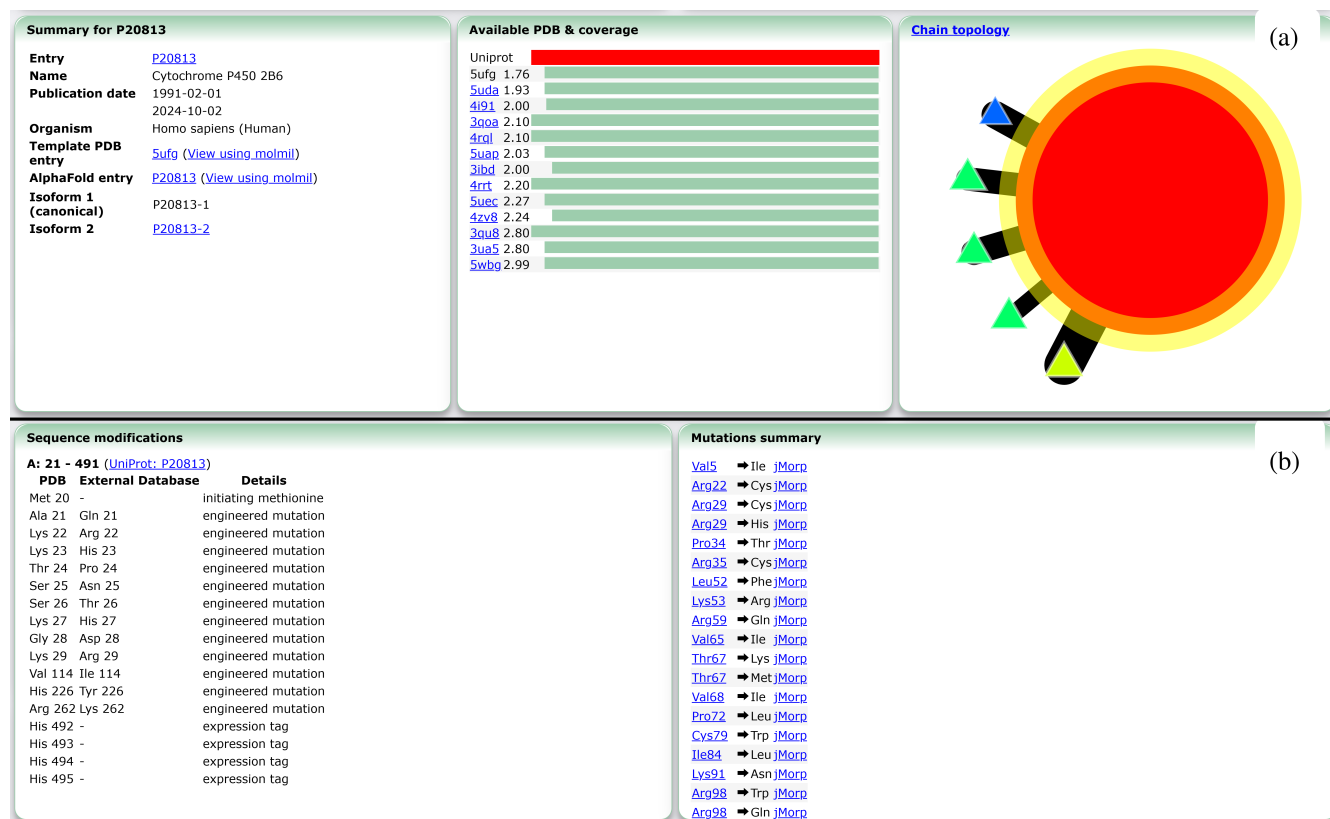 Summary for P20813
Entry P20813
Name Cytochrome P450 2B6
Publication date 1991-02-01
2024-10-02
Organism Homo sapiens (Human)
Template PDB
entry 5ufg (View using molmil)
AlphaFold entry P20813 (View using molmil)
Isoform 1
(canonical) P20813-1
Isoform 2 P20813-2
Available PDB & coverage
Uniprot
5ufg 1.76
5uda 1.93
4i91 2.00
3qoa 2.10
4rql 2.10
5uap 2.03
3ibd 2.00
4rrt 2.20
5uec 2.27
4zv8 2.24
3qu8 2.80
3ua5 2.80
5wbg 2.99
Chain topology
(a)
Sequence modifications
A: 21 - 491 (UniProt: P20813)
PDB External Database Details
Met 20 - initiating methionine
Ala 21 Gln 21 engineered mutation
Lys 22 Arg 22 engineered mutation
Lys 23 His 23 engineered mutation
Thr 24 Pro 24 engineered mutation
Ser 25 Asn 25 engineered mutation
Ser 26 Thr 26 engineered mutation
Lys 27 His 27 engineered mutation
Gly 28 Asp 28 engineered mutation
Lys 29 Arg 29 engineered mutation
Val 114 Ile 114 engineered mutation
His 226 Tyr 226 engineered mutation
Arg 262 Lys 262 engineered mutation
His 492 - expression tag
His 493 - expression tag
His 494 - expression tag
His 495 - expression tag
Mutations summary
(b)
Val5 ➡ Ile jMorp
Arg22 ➡ Cys jMorp
Arg29 ➡ Cys jMorp
Arg29 ➡ His jMorp
Pro34 ➡ Thr jMorp
Arg35 ➡ Cys jMorp
Leu52 ➡ Phe jMorp
Lys53 ➡ Arg jMorp
Arg59 ➡ Gln jMorp
Val65 ➡ Ile jMorp
Thr67 ➡ Lys jMorp
Thr67 ➡ Met jMorp
Val68 ➡ Ile jMorp
Pro72 ➡ Leu jMorp
Cys79 ➡ Trp jMorp
Ile84 ➡ Leu jMorp
Lys91 ➡ Asn jMorp
Arg98 ➡ Trp jMorp
Arg98 ➡ Gln jMorp